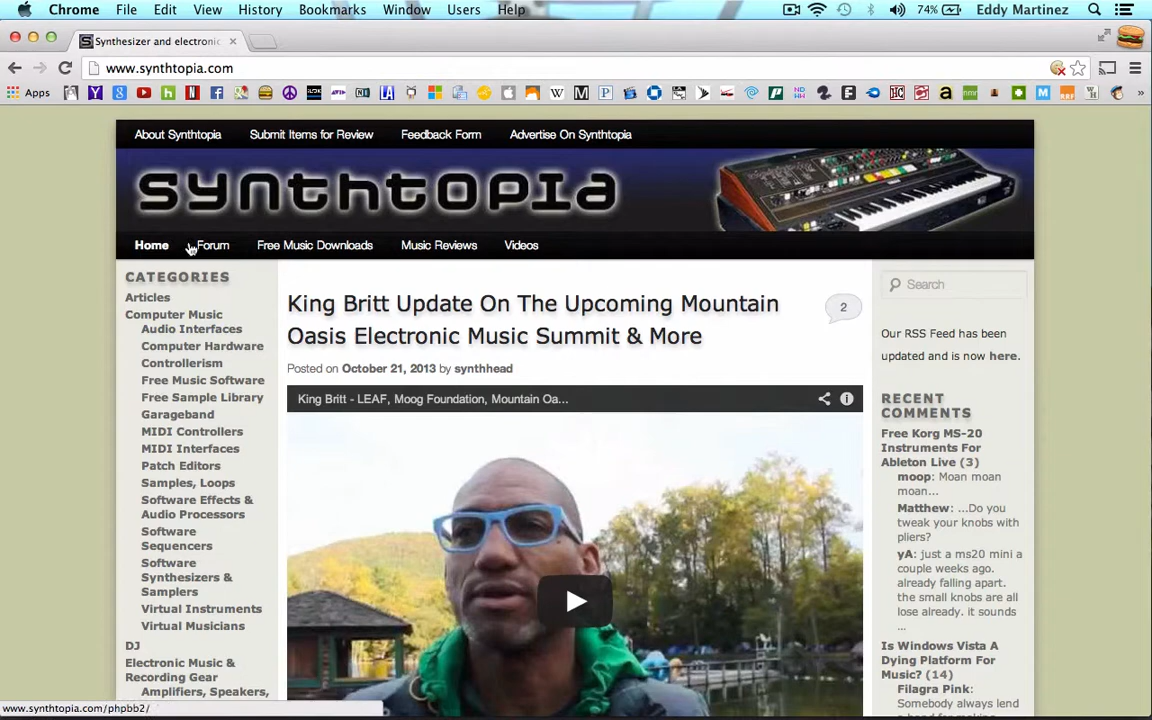 Chrome File Edit View History Bookmarks Window Users Help 74% Eddy Martinez
Synthesizer and electronic
www.synthtopia.com
Apps
About Synthtopia Submit Items for Review Feedback Form Advertise On Synthtopia
synthtopia
Home Forum Free Music Downloads Music Reviews Videos
CATEGORIES
Articles
Computer Music
Audio Interfaces
Computer Hardware
Controllerism
Free Music Software
Free Sample Library
Garageband
MIDI Controllers
MIDI Interfaces
Patch Editors
Samples, Loops
Software Effects &
Audio Processors
Software
Sequencers
Software
Synthesizers &
Samplers
Virtual Instruments
Virtual Musicians
DJ
Electronic Music &
Recording Gear
Amplifiers, Speakers,
King Britt Update On The Upcoming Mountain
Oasis Electronic Music Summit & More
2
Posted on October 21, 2013 by synthhead
King Britt - LEAF, Moog Foundation, Mountain Oa...
Search
Our RSS Feed has been
updated and is now here.
RECENT
COMMENTS
Free Korg MS-20
Instruments For
Ableton Live (3)
moop: Moan moan
moan...
Matthew: ...Do you
tweak your knobs with
pliers?
yA: just a ms20 mini a
couple weeks ago.
already falling apart.
the small knobs are all
lose already. it sounds
...
Is Windows Vista A
Dying Platform For
Music? (14)
Filagra Pink:
Somebody always lend
www.synthtopia.com/phpbb2/